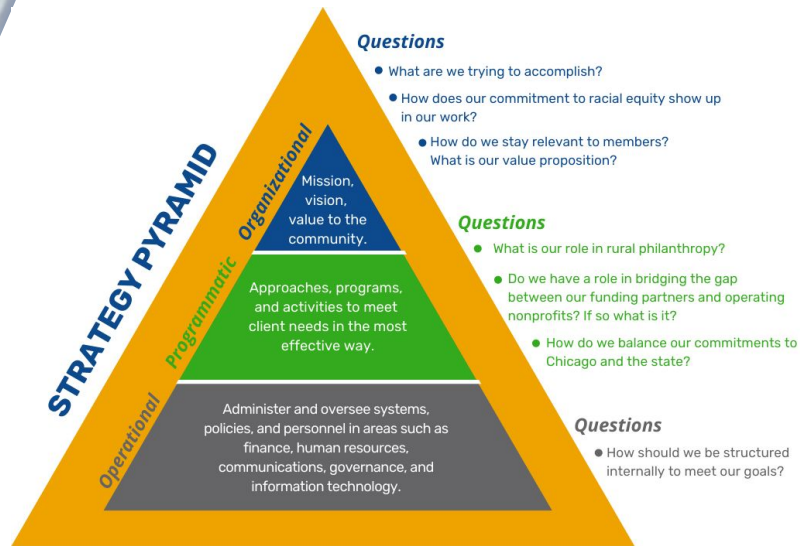 STRATEGY PYRAMID
Organizational
Mission,
vision,
value to the
community.
Questions
● What are we trying to accomplish?
● How does our commitment to racial equity show up
in our work?
● How do we stay relevant to members?
What is our value proposition?
Programmatic
Approaches, programs,
and activities to meet
client needs in the most
effective way.
Questions
● What is our role in rural philanthropy?
● Do we have a role in bridging the gap
between our funding partners and operating
nonprofits? If so what is it?
● How do we balance our commitments to
Chicago and the state?
Operational
Administer and oversee systems,
policies, and personnel in areas such as
finance, human resources,
communications, governance, and
information technology.
Questions
● How should we be structured
internally to meet our goals?